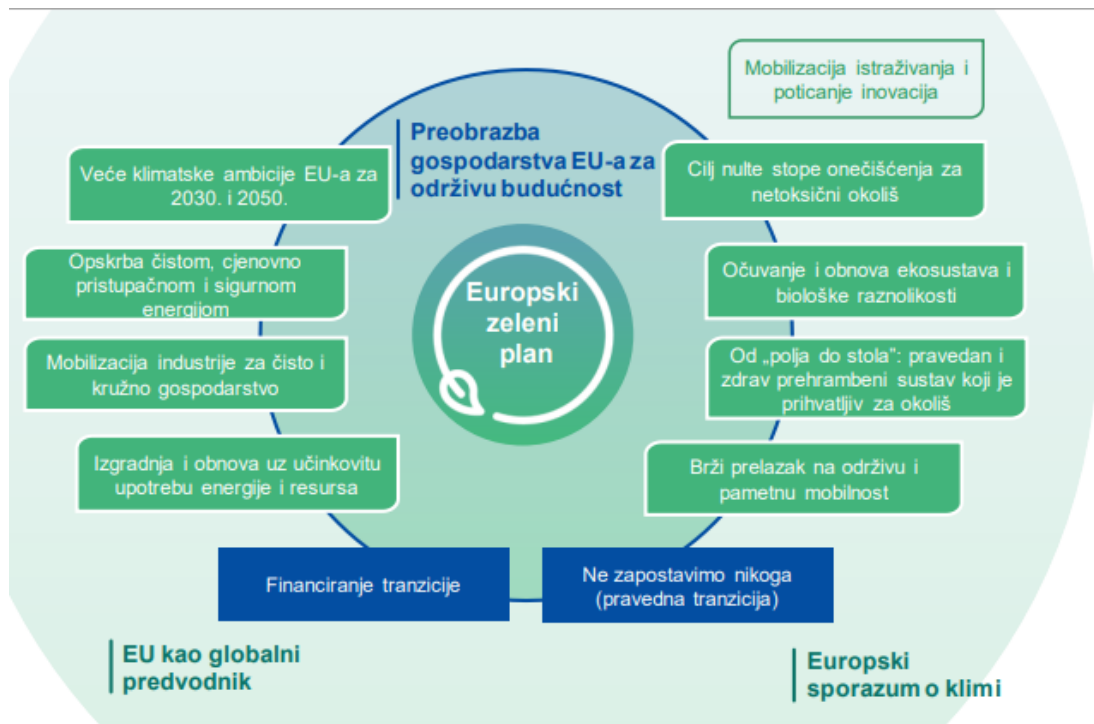 Mobilizacija istraživanja i
poticanje inovacija
Preobrazba
gospodarstva EU-a za
održivu budućnost
Veće klimatske ambicije EU-a za
2030. i 2050.
Cilj nulte stope onečišćenja za
netoksični okoliš
Opskrba čistom, cjenovno
pristupačnom i sigurnom
energijom
Očuvanje i obnova ekosustava i
biološke raznolikosti
Europski
zeleni
plan
Mobilizacija industrije za čisto i
kružno gospodarstvo
Od „polja do stola”: pravedan i
zdrav prehrambeni sustav koji je
prihvatljiv za okoliš
Izgradnja i obnova uz učinkovitu
upotrebu energije i resursa
Brži prelazak na održivu i
pametnu mobilnost
Financiranje tranzicije
Ne zapostavimo nikoga
(pravedna tranzicija)
EU kao globalni
predvodnik
Europski
sporazum o klimi